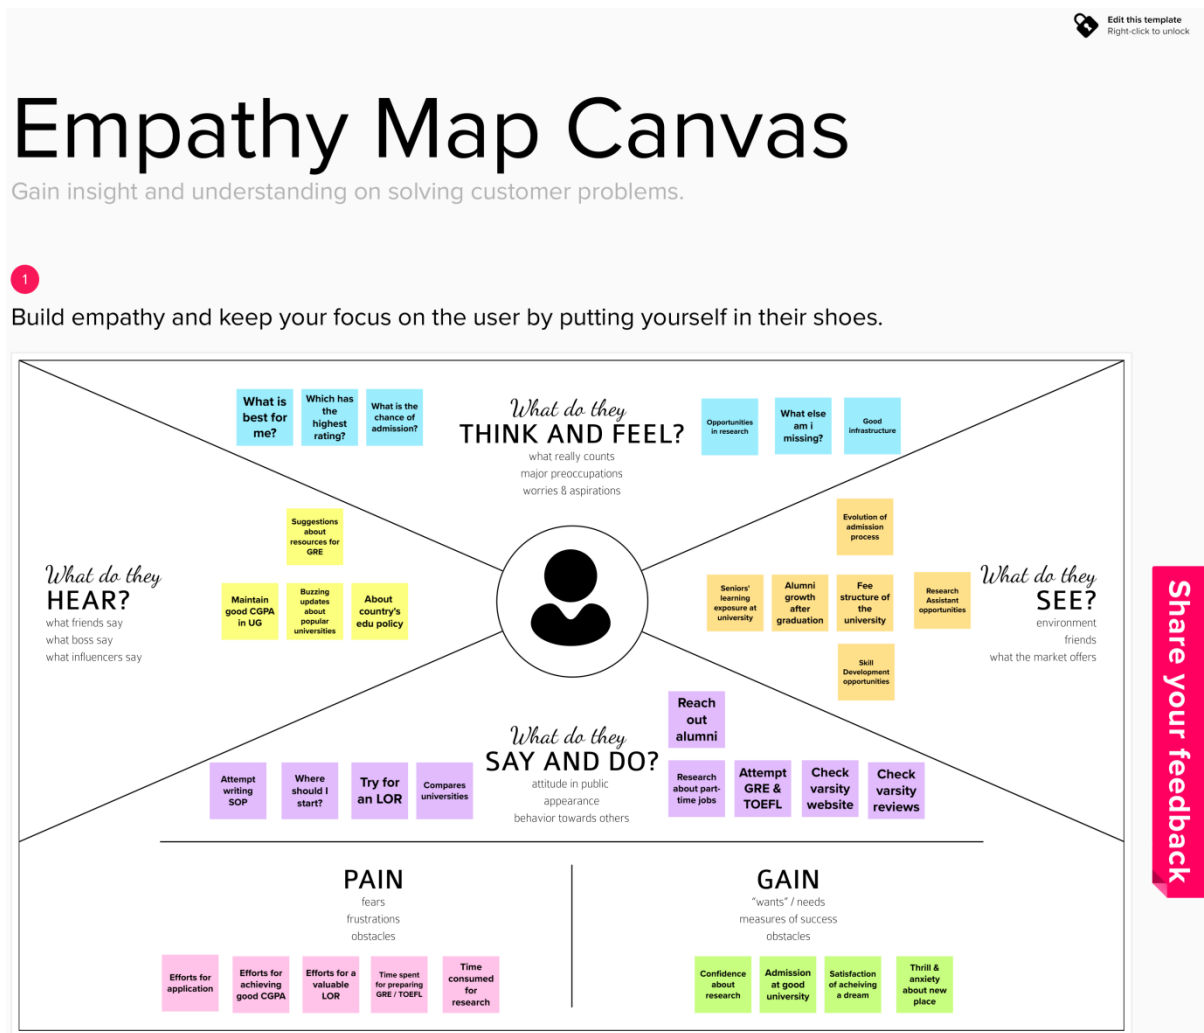 Edit this template
Right-click to unlock
Empathy Map Canvas
Gain insight and understanding on solving customer problems.
1
Build empathy and keep your focus on the user by putting yourself in their shoes.
What is
best for
me?
Which has
the
highest
rating?
What is the
chance of
admission?
What do they
THINK AND FEEL?
what really counts
major preoccupations
worries & aspirations
Opportunities
in research
What else
am i
missing?
Good
infrastructure
What do they
HEAR?
what friends say
what boss say
what influencers say
Suggestions
about
resources for
GRE
Maintain
good CGPA
in UG
Buzzing
updates
about
popular
universities
About
country's
edu policy
Evolution of
admission
process
Seniors'
learning
exposure at
university
Alumni
growth
after
graduation
Fee
structure of
the
university
Research
Assistant
opportunities
Skill
Development
opportunities
What do they
SEE?
environment
friends
what the market offers
What do they
SAY AND DO?
attitude in public
appearance
behavior towards others
Attempt
writing
SOP
Where
should I
start?
Try for
an LOR
Compares
universities
Reach
out
alumni
Research
about part-
time jobs
Attempt
GRE &
TOEFL
Check
varsity
website
Check
varsity
reviews
PAIN
fears
frustrations
obstacles
Efforts for
application
Efforts for
achieving
good CGPA
Efforts for a
valuable
LOR
Time spent
for preparing
GRE / TOEFL
Time
consumed
for
research
GAIN
"wants" / needs
measures of success
obstacles
Confidence
about
research
Admission
at good
university
Satisfaction
of acheiving
a dream
Thrill &
anxiety
about new
place
Share your feedback